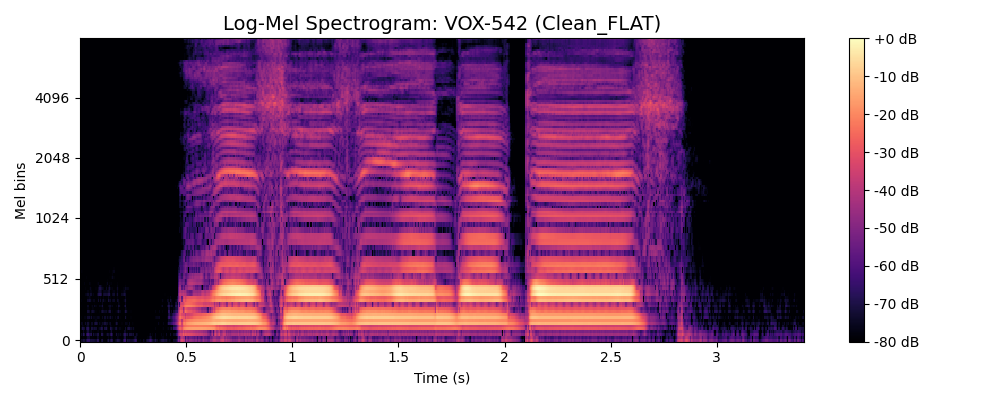 Log-Mel Spectrogram: VOX-542 (Clean_FLAT)
+0 dB
-10 dB
-20 dB
-30 dB
-40 dB
-50 dB
-60 dB
-70 dB
-80 dB
Mel bins
4096
2048
1024
512
0
0 0.5 1 1.5 2 2.5 3
Time (s)